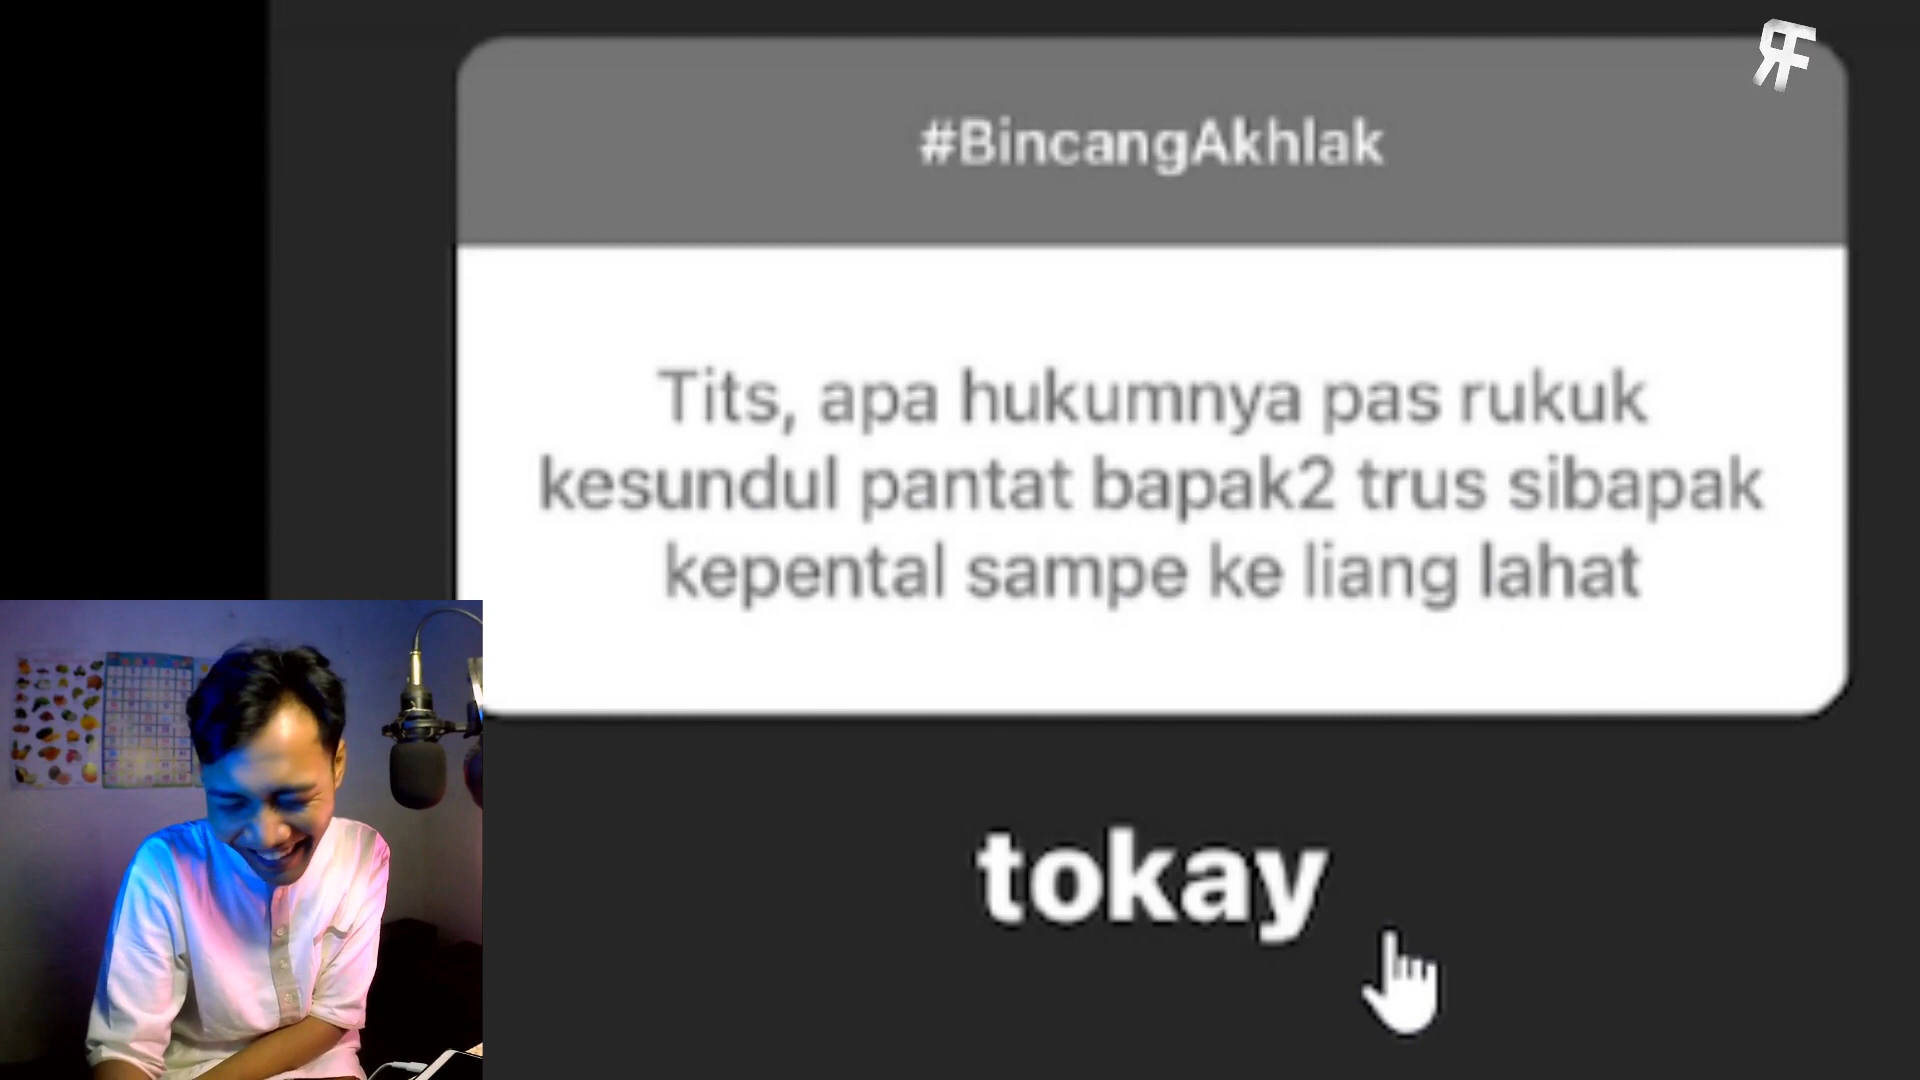 #BincangAkhlak
Tits, apa hukumnya pas rukuk
kesundul pantat bapak2 trus sibapak
kepental sampe ke liang lahat
tokay